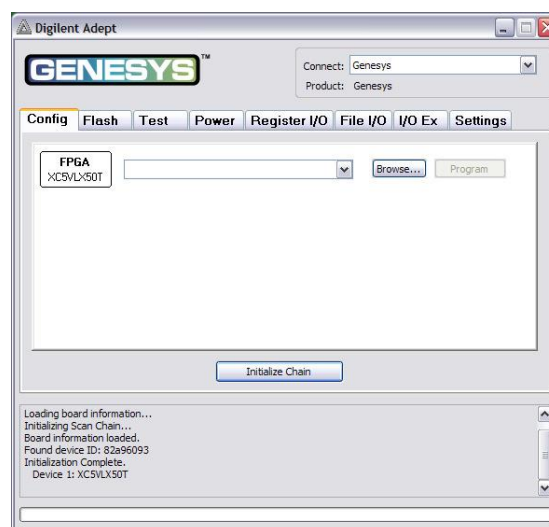 Digilent Adept
GENESYS™
Connect: Genesys
Product: Genesys
Config Flash Test Power Register I/O File I/O I/O Ex Settings
FPGA
XC5VLX50T
Browse... Program
Initialize Chain
Loading board information...
Initializing Scan Chain...
Board information loaded.
Found device ID: 82a96093
Initialization Complete.
Device 1: XC5VLX50T